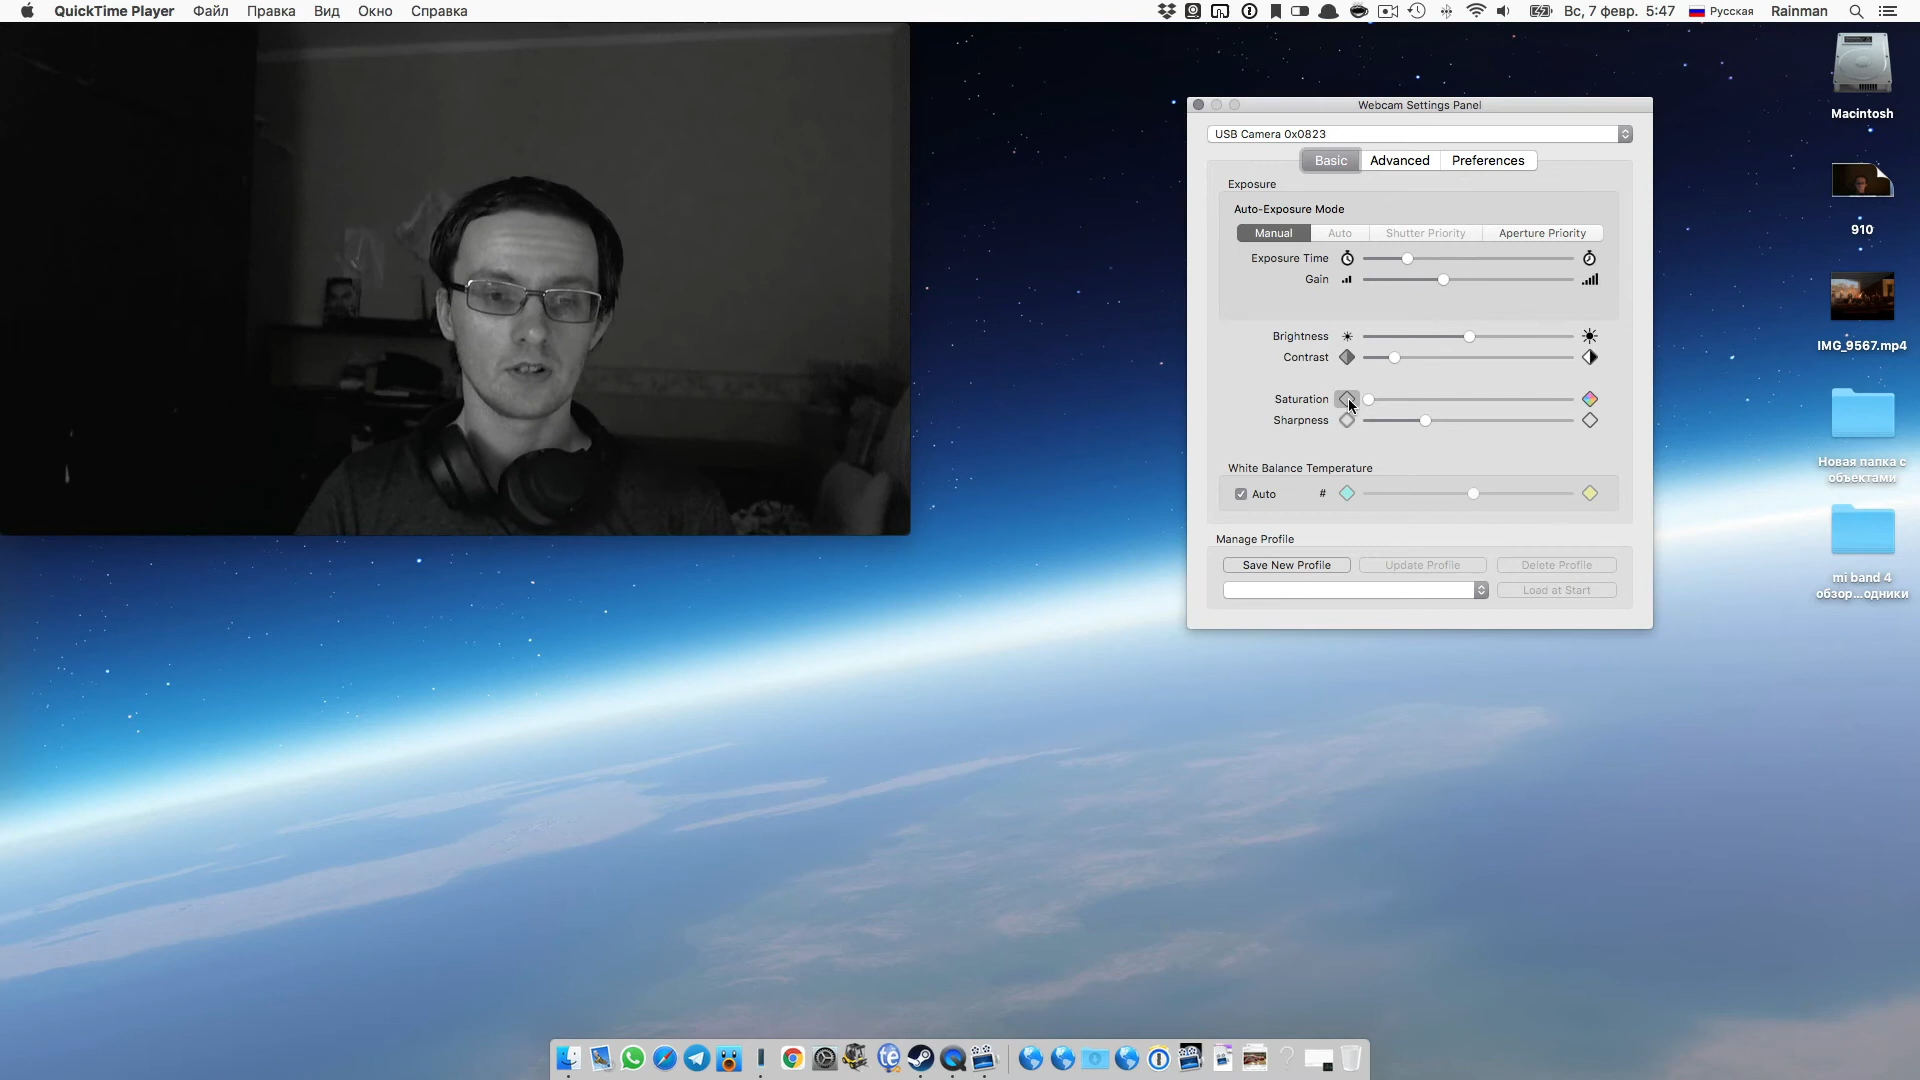 QuickTime Player Файл Правка Вид Окно Справка Вс, 7 февр. 5:47 Русская Rainman
Webcam Settings Panel
USB Camera 0x0823
Basic Advanced Preferences
Exposure
Auto-Exposure Mode
Manual Auto Shutter Priority Aperture Priority
Exposure Time
Gain
Brightness
Contrast
Saturation
Sharpness
White Balance Temperature
Auto #
Manage Profile
Save New Profile Update Profile Delete Profile
Load at Start
Macintosh
910
IMG_9567.mp4
Новая папка с
объектами
mi band 4
обзор...одники
te